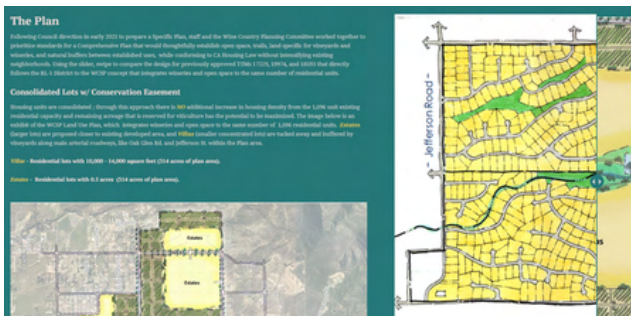 The Plan
Following Council direction in early 2021 to prepare a Specific Plan, staff and the Wine Country Planning Committee worked together to
prioritize standards for a Comprehensive Plan that would thoughtfully establish open space, trails, land specific for vineyards and
wineries, and natural buffers between established uses, while conforming to CA Housing Law without intensifying existing
neighborhoods. Using the slider, swipe to compare the design for previously approved TTMs 17229, 19974, and 18693 that directly
follows the RL-1 District to the WCSP concept that integrates wineries and open space to the same number of residential units.
Consolidated Lots w/ Conservation Easement
Housing units are consolidated ; through this approach there is NO additional increase in housing density from the 1,096 unit existing
residential capacity and remaining acreage that is reserved for viticulture has the potential to be maximized. The image below is an
exhibit of the WCSP Land Use Plan, which integrates wineries and open space to the same number of 1,096 residential units. Estates
(larger lots) are proposed closer to existing developed area, and Villas (smaller concentrated lots) are tucked away and buffered by
vineyards along main arterial roadways, like Oak Glen Rd. and Jefferson St. within the Plan area.
Villas - Residential lots with 10,000 - 14,000 square feet (214 acres of plan area).
Estates - Residential lots with 0.5 acres (514 acres of plan area).
Estates
Estates
- Jefferson Road -